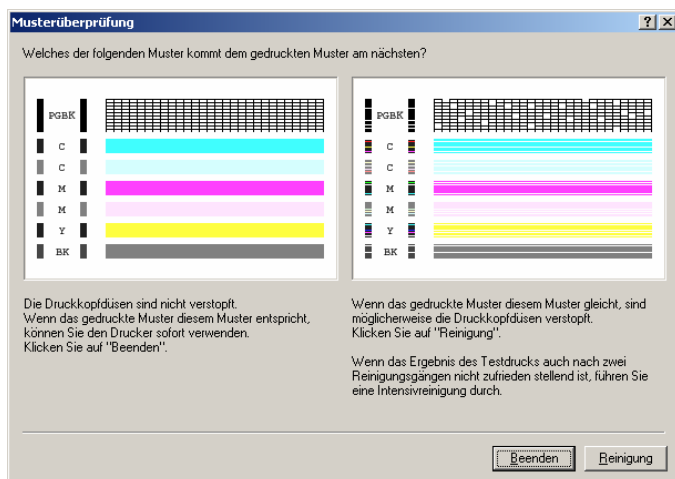 Musterüberprüfung
Welches der folgenden Muster kommt dem gedruckten Muster am nächsten?
PGBK
C
C
M
M
Y
BK
PGBK
C
C
M
M
Y
BK
Die Druckkopfdüsen sind nicht verstopft.
Wenn das gedruckte Muster diesem Muster entspricht,
können Sie den Drucker sofort verwenden.
Klicken Sie auf "Beenden".
Wenn das gedruckte Muster diesem Muster gleicht, sind
möglicherweise die Druckkopfdüsen verstopft.
Klicken Sie auf "Reinigung".
Wenn das Ergebnis des Testdrucks auch nach zwei
Reinigungsgängen nicht zufrieden stellend ist, führen Sie
eine Intensivreinigung durch.
Beenden
Reinigung